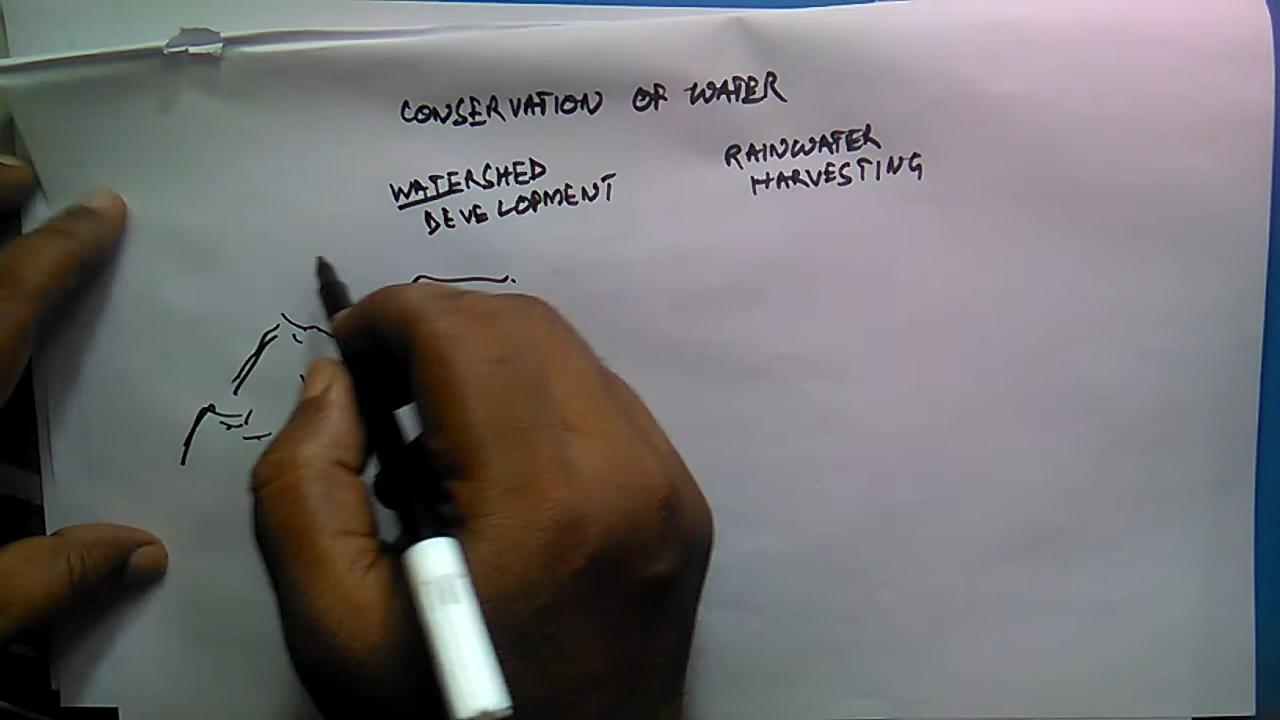 CONSERVATION OF WATER
WATERSHED
DEVELOPMENT
RAINWATER
HARVESTING